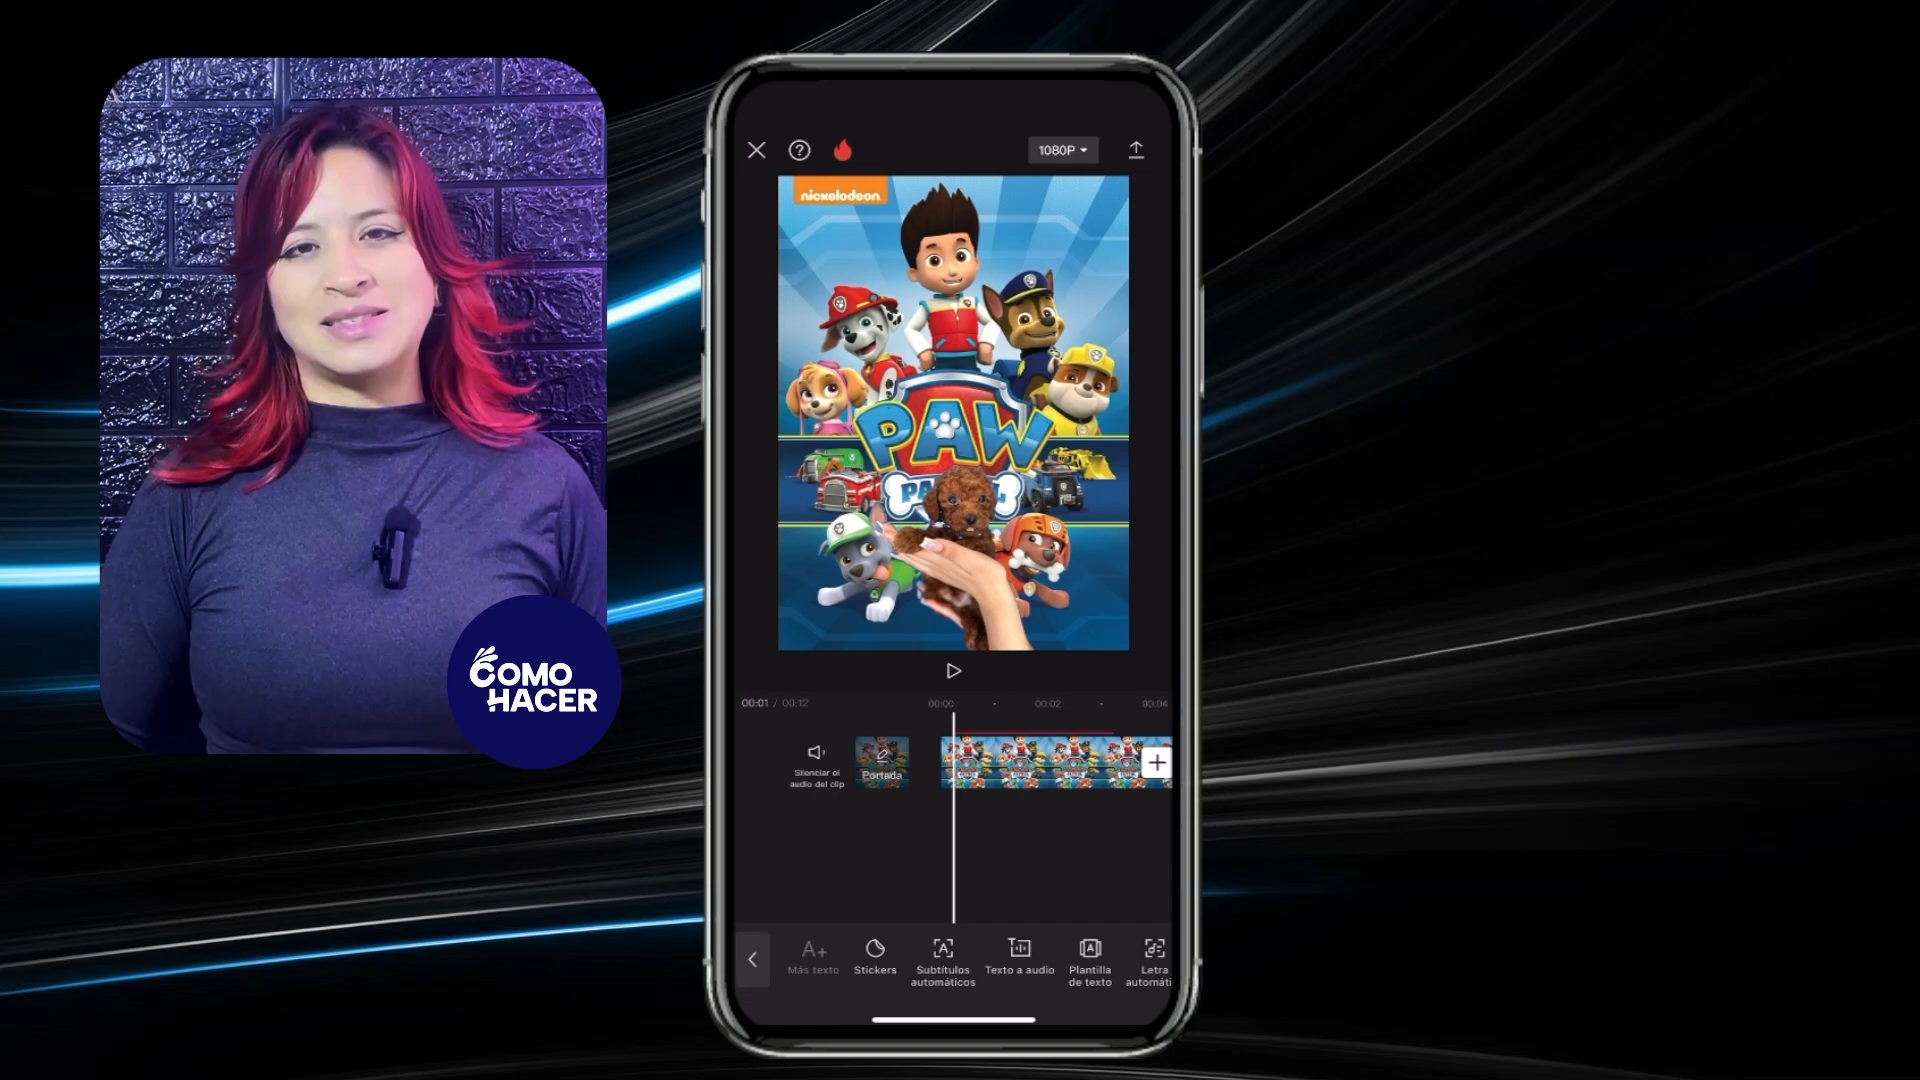 COMO
HACER
1080P
nickelodeon
PAW
00:01 / 00:12
00:00
00:02
00:04
Silenciar el
audio del clip
Portada
A+
Más texto
Stickers
Subtítulos
automáticos
Texto a audio
Plantilla
de texto
Letra